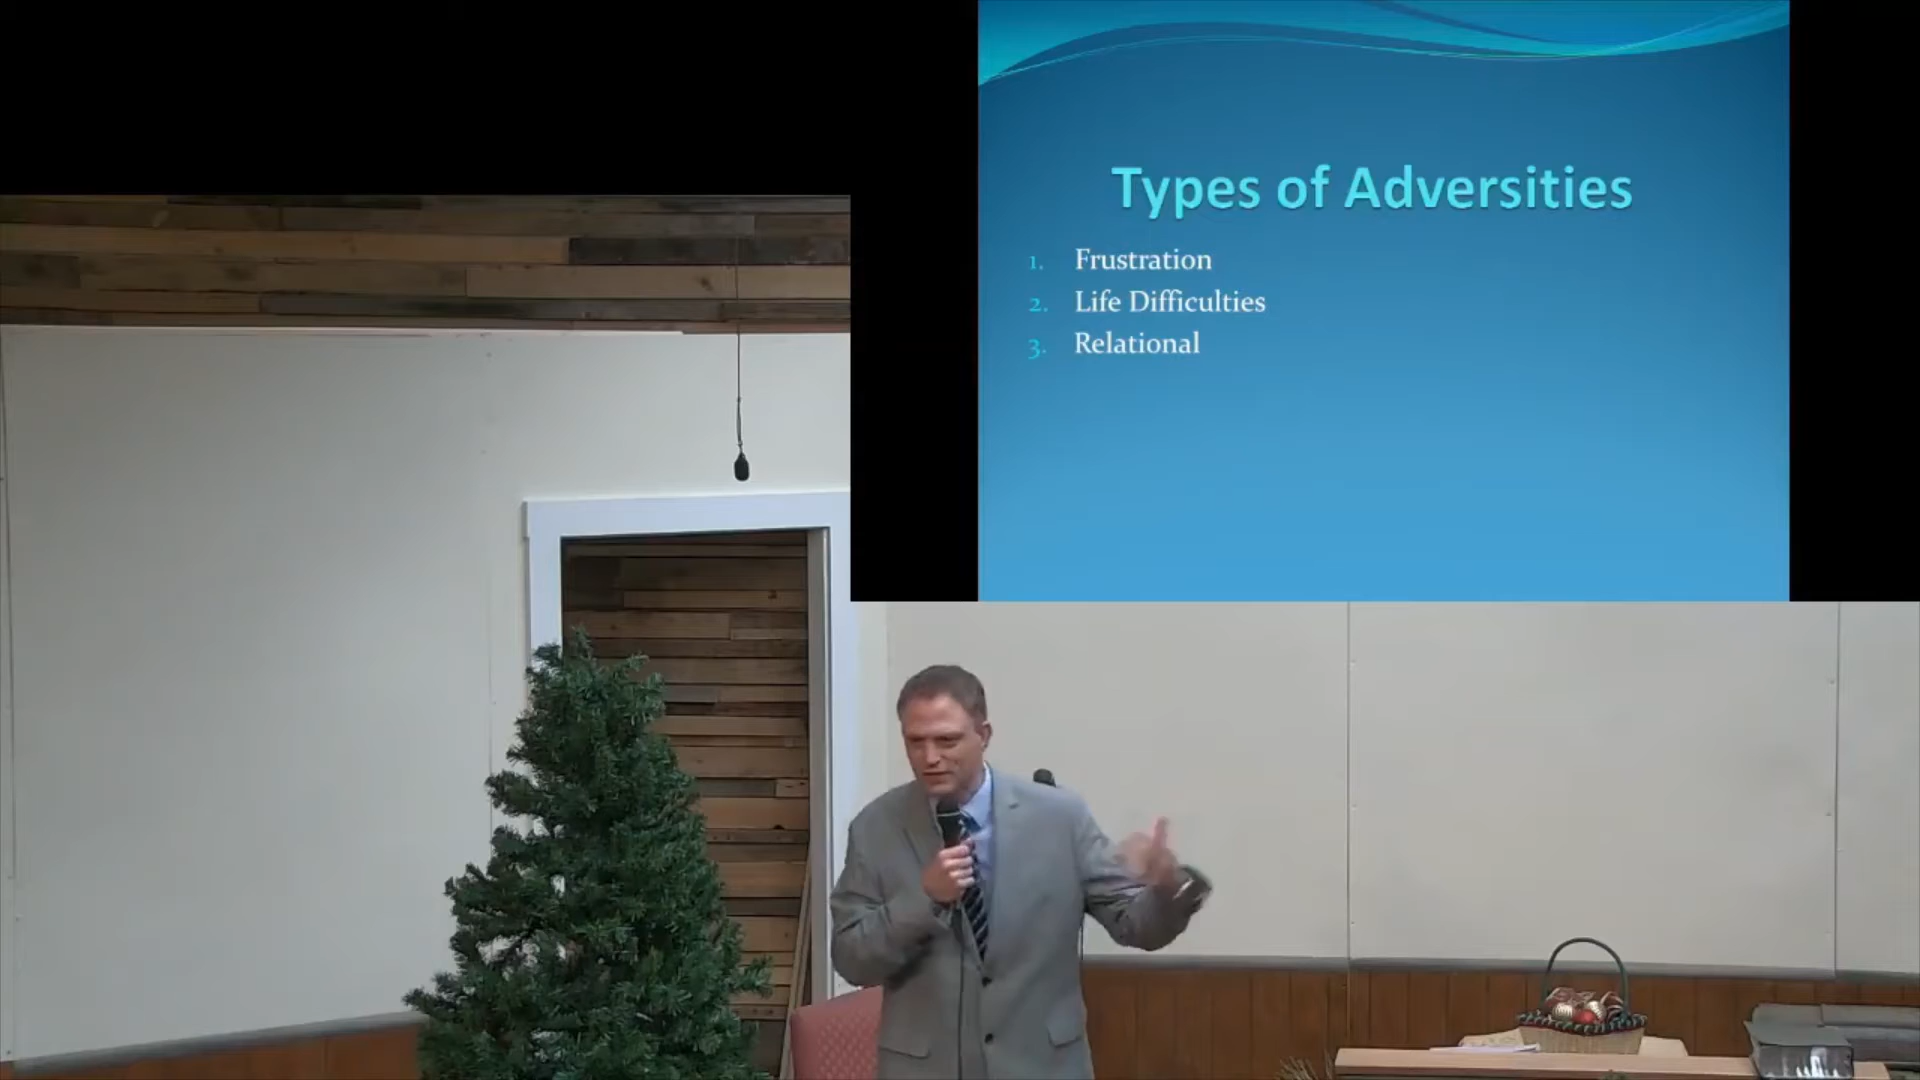 Types of Adversities
1. Frustration
2. Life Difficulties
3. Relational